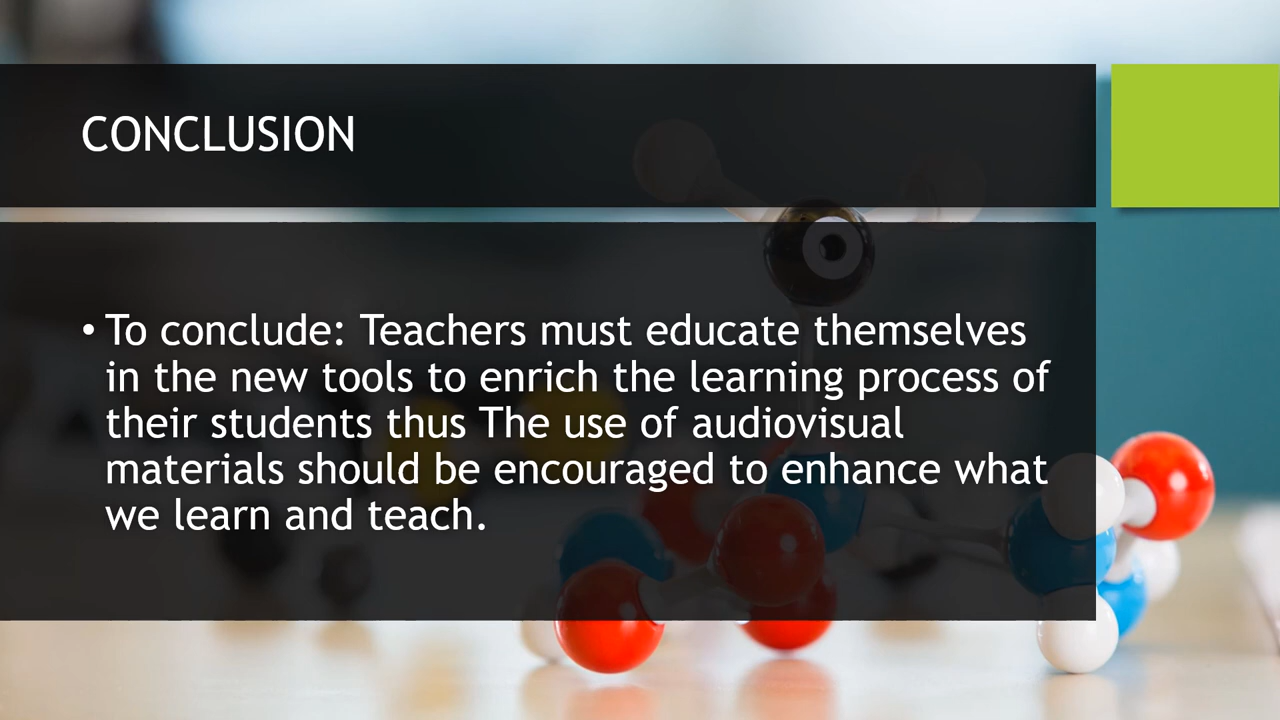 CONCLUSION
• To conclude: Teachers must educate themselves
in the new tools to enrich the learning process of
their students thus The use of audiovisual
materials should be encouraged to enhance what
we learn and teach.